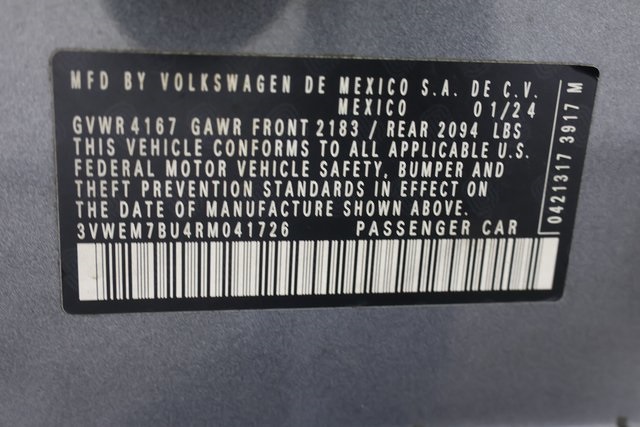 MFD BY VOLKSWAGEN DE MEXICO S.A. DE C.V.
MEXICO 01/24
GVWR 4167 GAWR FRONT 2183 / REAR 2094 LBS
THIS VEHICLE CONFORMS TO ALL APPLICABLE U.S.
FEDERAL MOTOR VEHICLE SAFETY, BUMPER AND
THEFT PREVENTION STANDARDS IN EFFECT ON
THE DATE OF MANUFACTURE SHOWN ABOVE.
3VWEM7BU4RM041726 PASSENGER CAR
0421317 3917 M